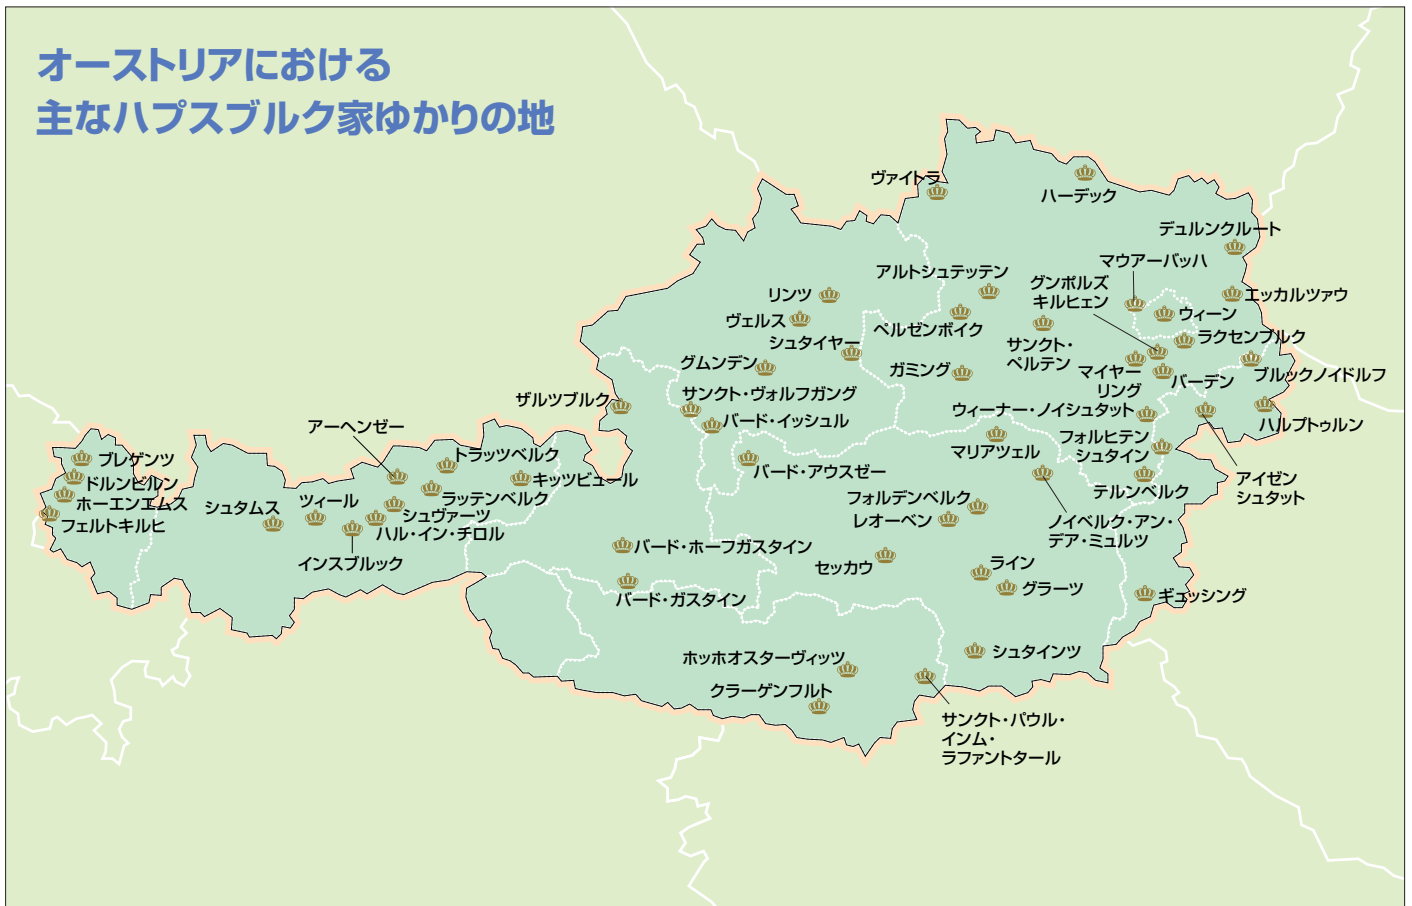 オーストリアにおける
主なハプスブルク家ゆかりの地
ヴァイトラ
ハーデック
デュルンクルート
マウアーバッハ
アルトシュテッテン
グンポルズ
キルヒェン
リンツ
エッカルツァウ
ヴェルス
ペルゼンボイク
ウィーン
シュタイヤー
サンクト・
ペルテン
ラクセンブルク
グムンデン
ガミング
マイヤー
リング
バーデン
ブルックノイドルフ
サンクト・ヴォルフガング
ザルツブルク
バード・イッシュル
ウィーナー・ノイシュタット
ハルプトゥルン
アーヘンゼー
トラッツベルク
マリアツェル
フォルヒテン
シュタイン
ブレゲンツ
ドルンビルン
ホーエンエムス
フェルトキルヒ
キッツビュール
バード・アウスゼー
アイゼン
シュタット
テルンベルク
シュタムス
ツィール
ラッテンベルク
シュヴァーツ
ハル・イン・チロル
フォルデンベルク
レオーベン
ノイベルク・アン・
デア・ミュルツ
インスブルック
バード・ホーフガスタイン
セッカウ
ライン
バード・ガスタイン
グラーツ
ギュッシング
ホッホオスターヴィッツ
シュタインツ
クラーゲンフルト
サンクト・パウル・
インム・
ラファントタール